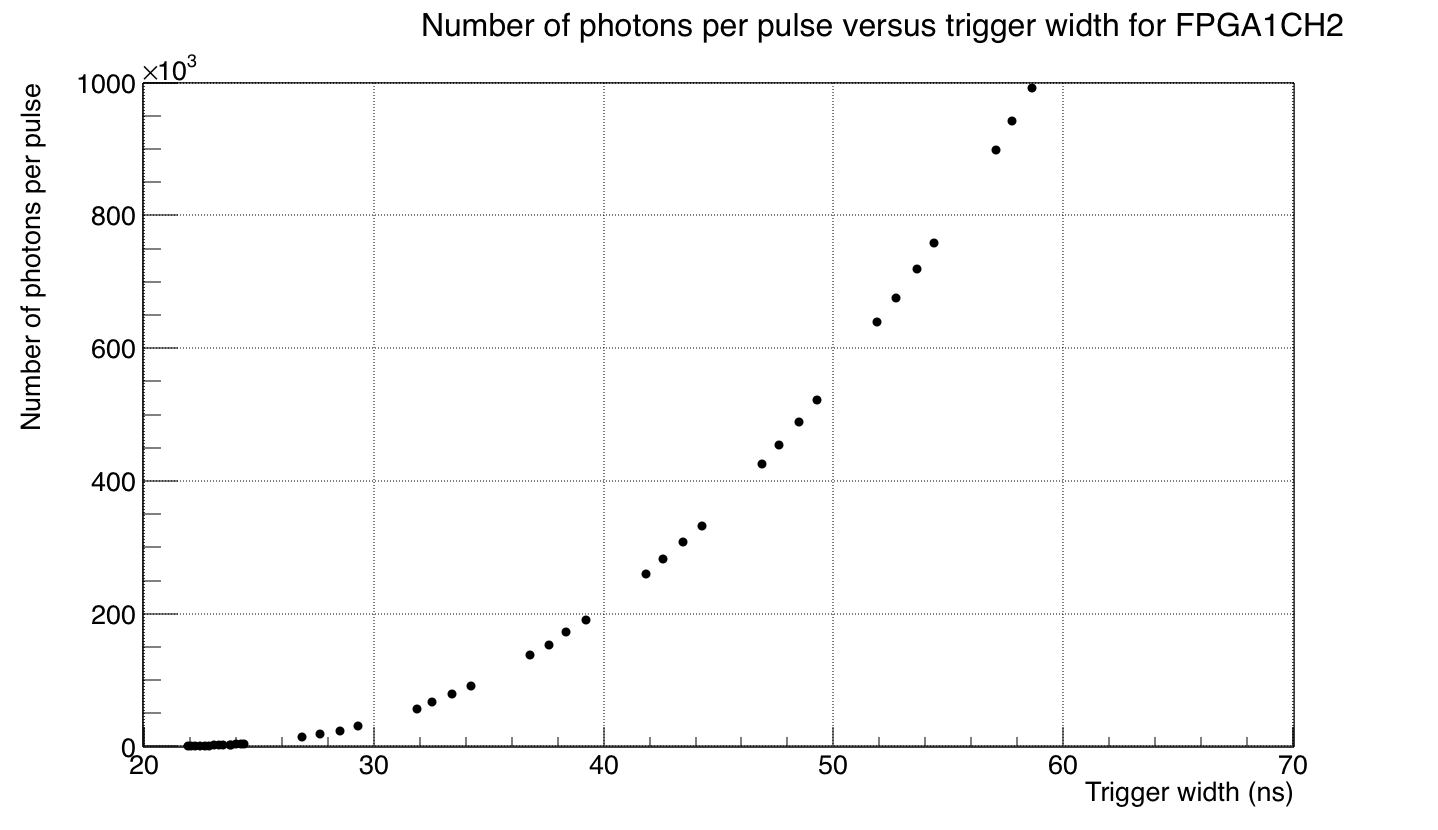 Number of photons per pulse versus trigger width for FPGA1CH2
×10³
Number of photons per pulse
1000
800
600
400
200
0
20 30 40 50 60 70
Trigger width (ns)